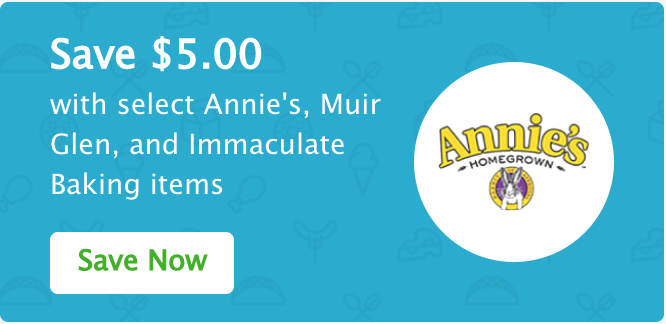 Save $5.00
with select Annie's, Muir
Glen, and Immaculate
Baking items
Save Now
Annie's
HOMEGROWN